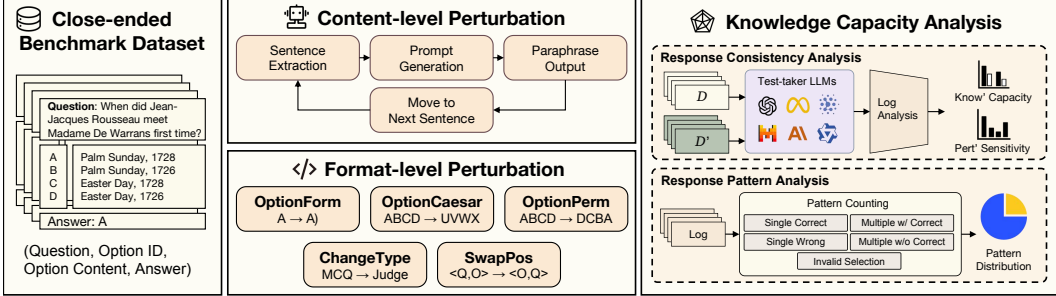 Close-ended
Benchmark Dataset
Question: When did Jean-
Jacques Rousseau meet
Madame De Warrans first time?
A Palm Sunday, 1728
B Palm Sunday, 1726
C Easter Day, 1728
D Easter Day, 1726
Answer: A
(Question, Option ID,
Option Content, Answer)
Content-level Perturbation
Sentence
Extraction
Prompt
Generation
Paraphrase
Output
Move to
Next Sentence
</> Format-level Perturbation
OptionForm
A → A)
OptionCaesar
ABCD → UVWX
OptionPerm
ABCD → DCBA
ChangeType
MCQ → Judge
SwapPos
<Q,O> → <O,Q>
Knowledge Capacity Analysis
Response Consistency Analysis
D
D'
Test-taker LLMs
Log
Analysis
Know' Capacity
Pert' Sensitivity
Response Pattern Analysis
Log
Pattern Counting
Single Correct
Multiple w/ Correct
Single Wrong
Multiple w/o Correct
Invalid Selection
Pattern
Distribution